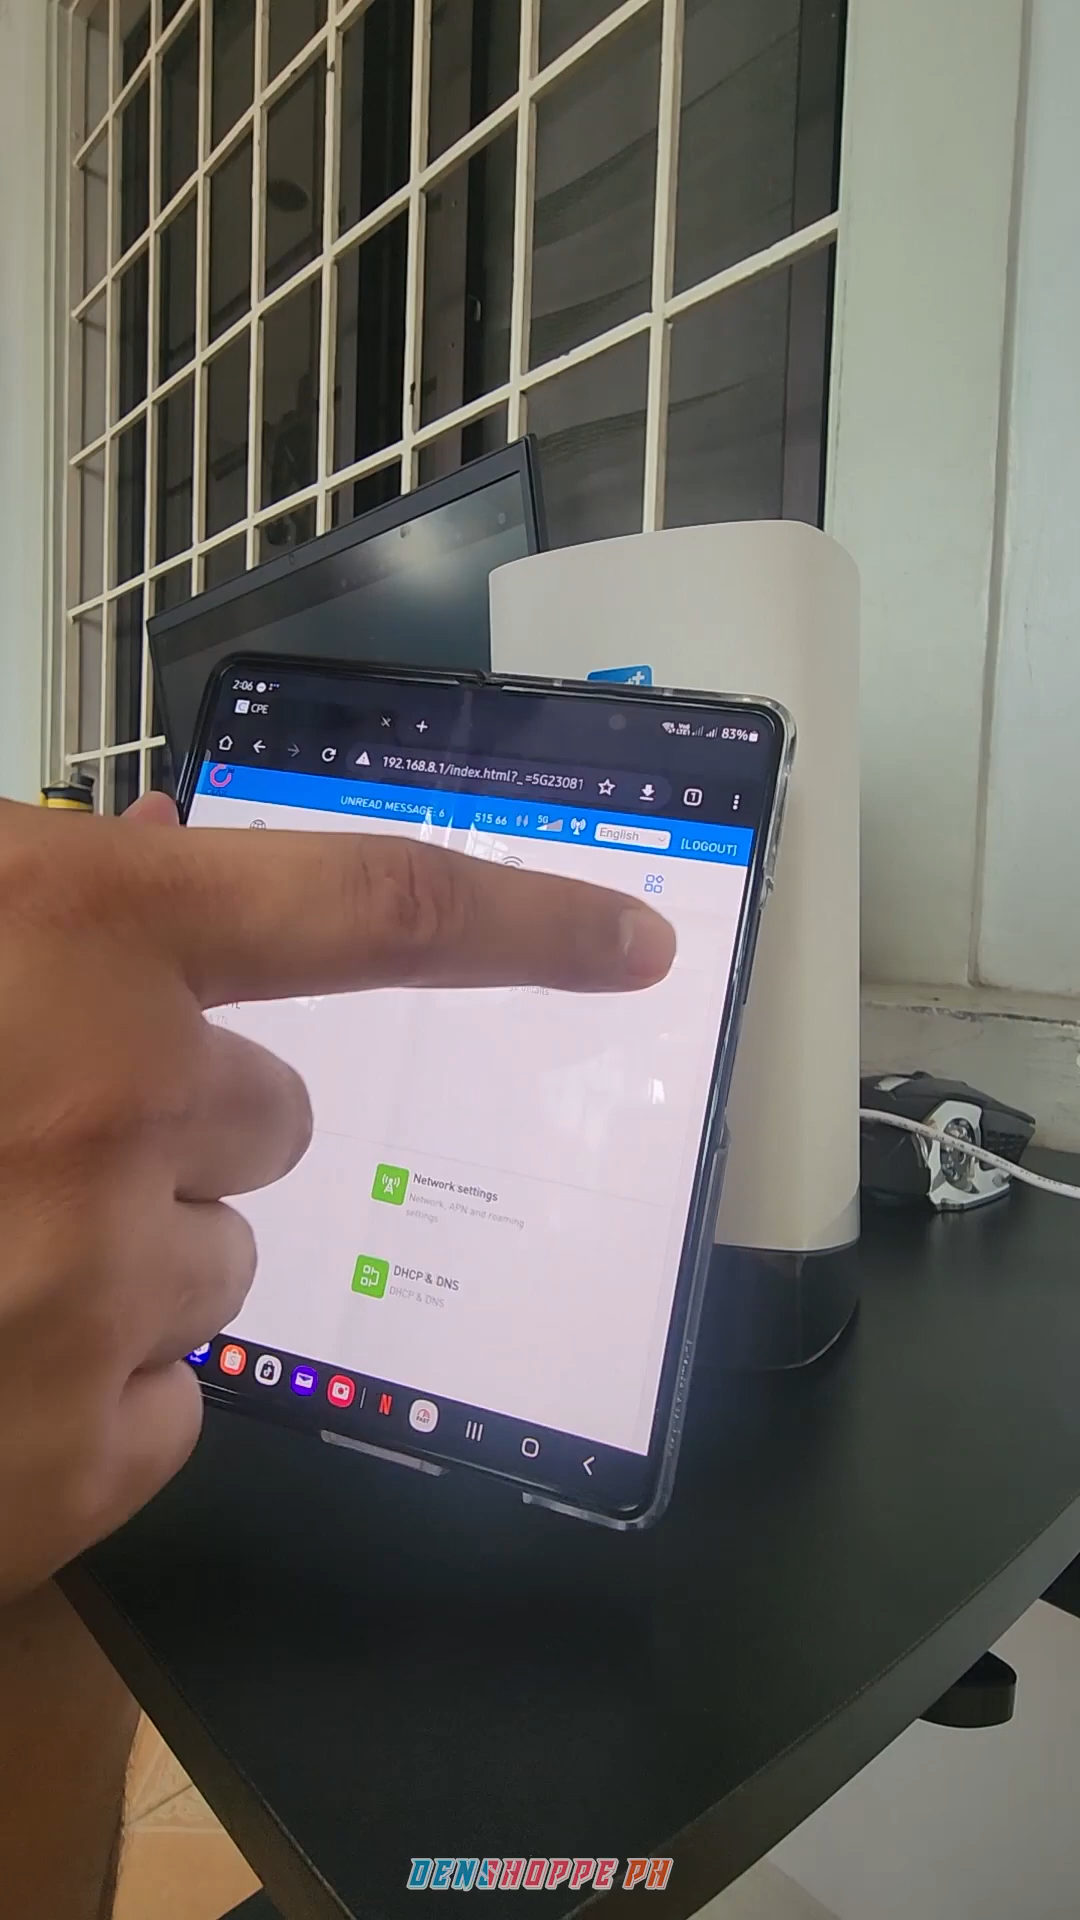 2:06
83%
CPE
192.168.8.1/index.html?_=5G23081
UNREAD MESSAGE: 6
515 66
5G
English
[LOGOUT]
Network settings
Network, APN and roaming
settings
DHCP & DNS
DHCP & DNS
DENSHOPPE PH